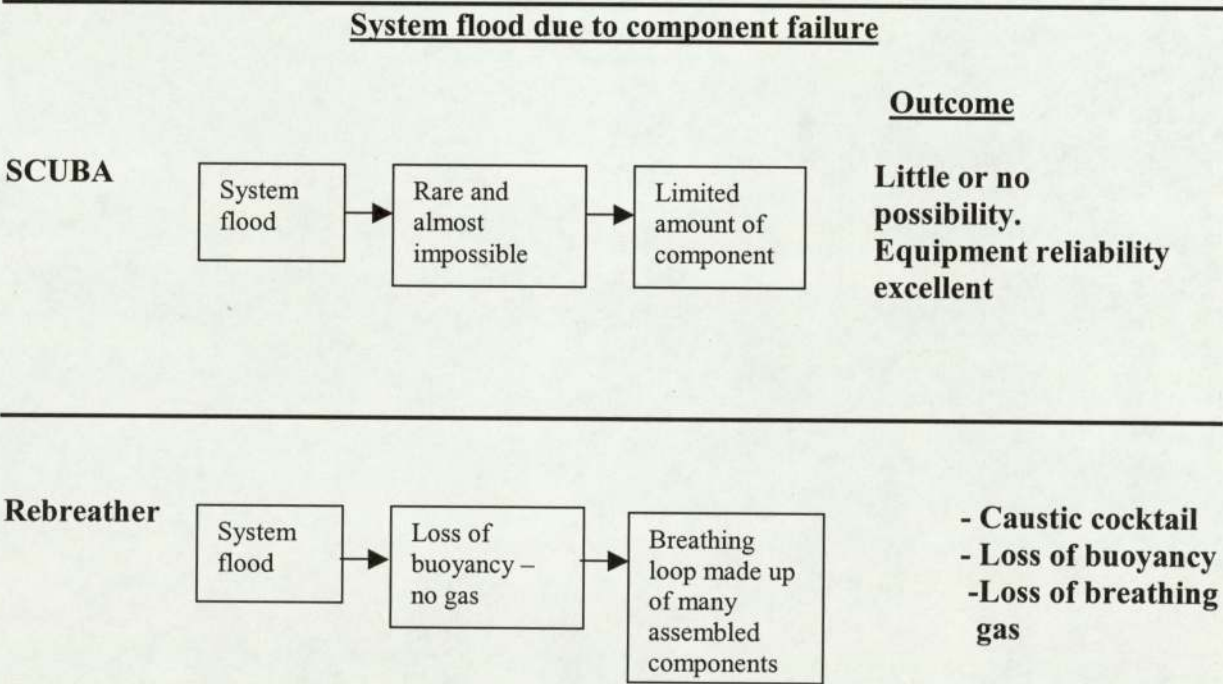 System flood due to component failure
Outcome
SCUBA
System
flood
Rare and
almost
impossible
Limited
amount of
component
Little or no
possibility.
Equipment reliability
excellent
Rebreather
System
flood
Loss of
buoyancy –
no gas
Breathing
loop made up
of many
assembled
components
- Caustic cocktail
- Loss of buoyancy
-Loss of breathing
gas